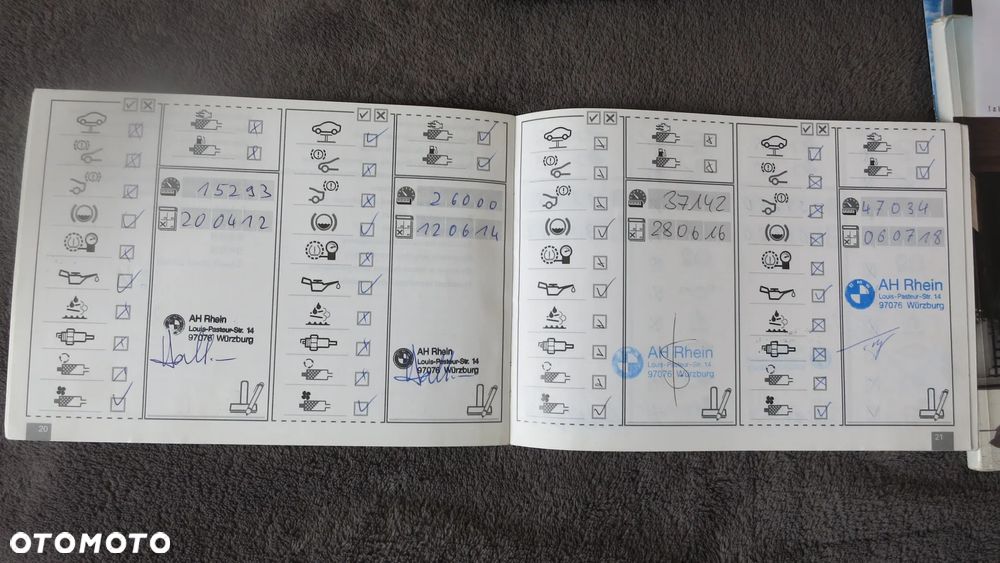 15293
200412
AH Rhein
Louis-Pasteur-Str. 14
97076 Würzburg
26000
120614
AH Rhein
Louis-Pasteur-Str. 14
97076 Würzburg
20
37142
280616
AH Rhein
Louis-Pasteur-Str. 14
97076 Würzburg
47034
060718
AH Rhein
Louis-Pasteur-Str. 14
97076 Würzburg
21
OTOMOTO